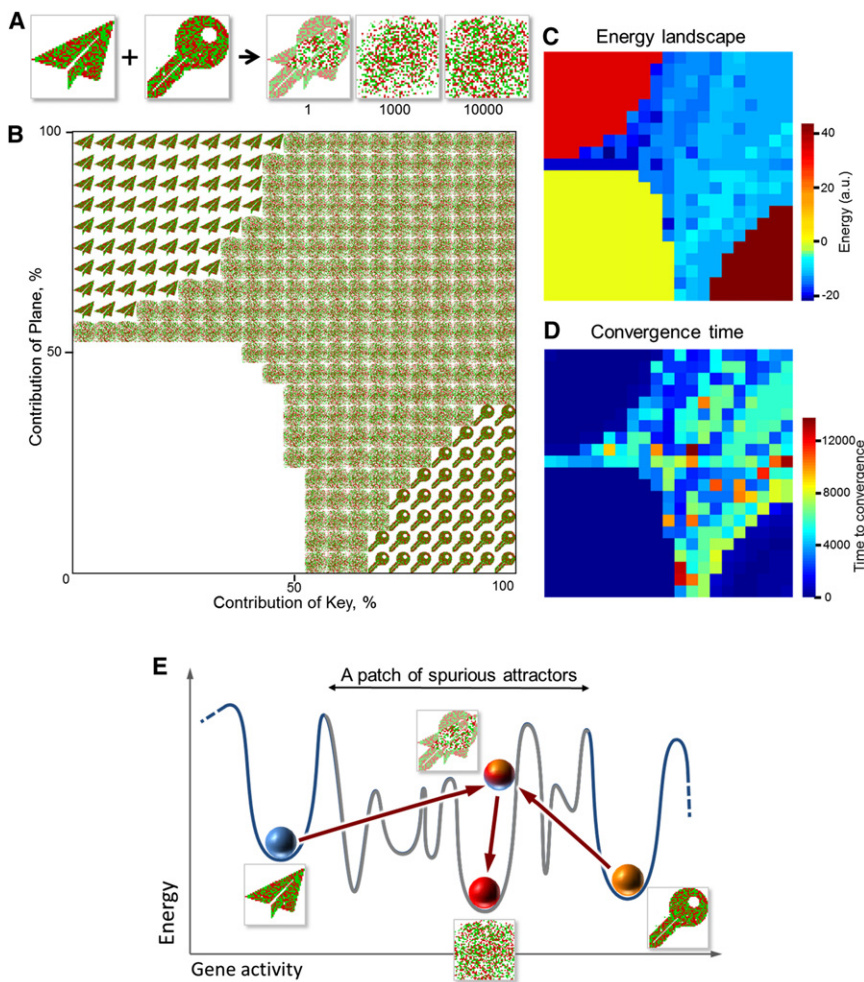 A
+
1
1000
10000
B
100
50
0
50
100
Contribution of Plane, %
Contribution of Key, %
C
Energy landscape
40
20
0
-20
Energy (a.u.)
D
Convergence time
12000
8000
4000
0
Time to convergence
E
A patch of spurious attractors
Energy
Gene activity